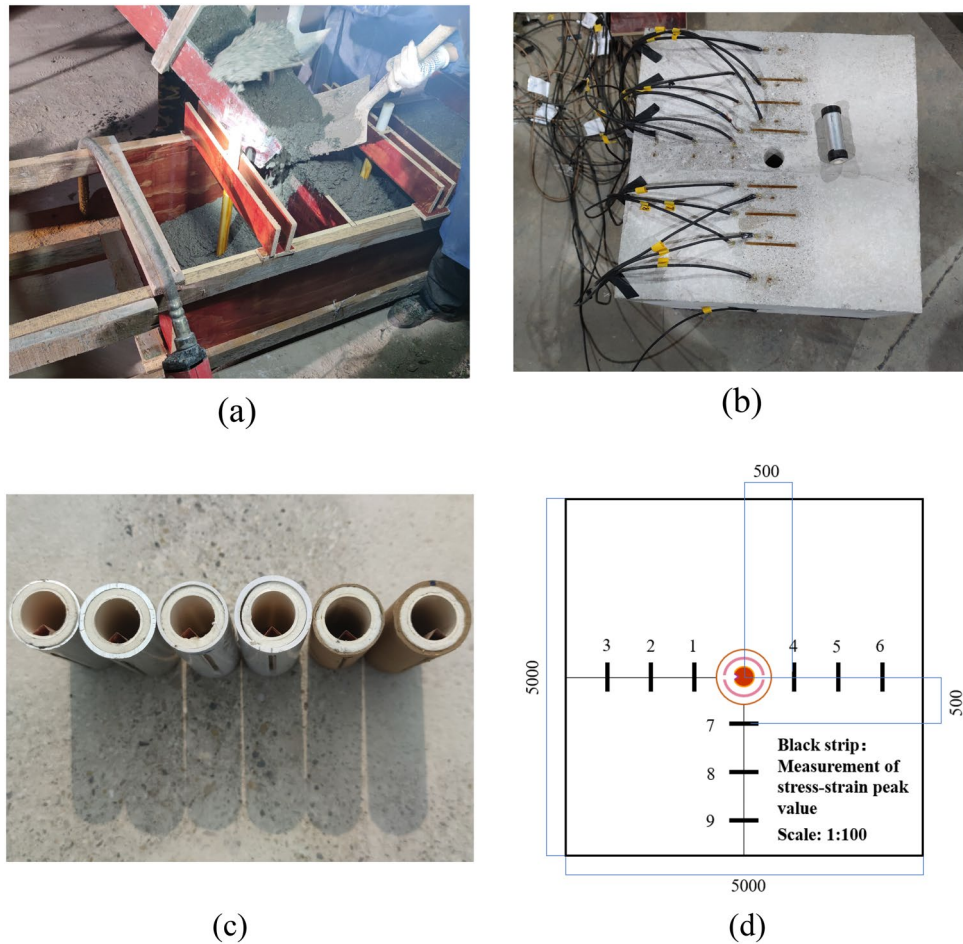 (a)
(b)
500
3 2 1 4 5 6
5000
500
7
8
9
Black strip:
Measurement of
stress-strain peak
value
Scale: 1:100
5000
(c)
(d)